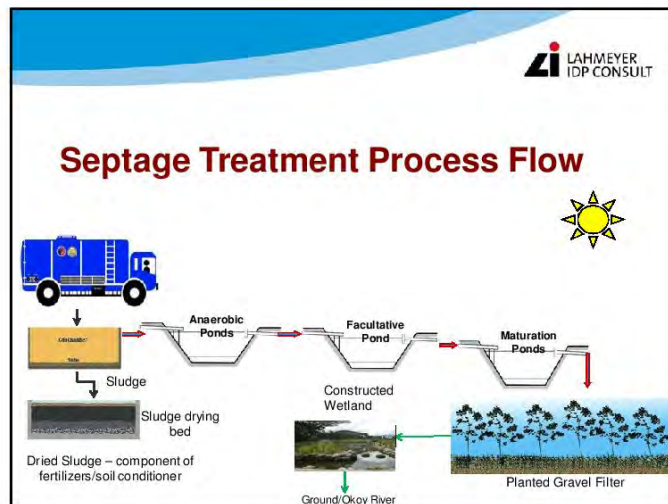 LAHMEYER
IDP CONSULT
Septage Treatment Process Flow
Anaerobic
Ponds
Facultative
Pond
Maturation
Ponds
Sludge
Sludge drying
bed
Dried Sludge – component of
fertilizers/soil conditioner
Constructed
Wetland
Ground/Okoy River
Planted Gravel Filter